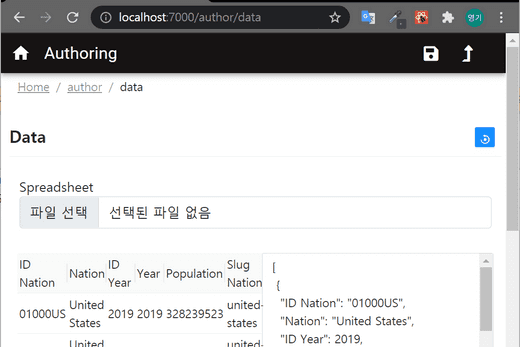 localhost:7000/author/data
영기
Authoring
Home / author / data
Data
Spreadsheet
파일 선택 선택된 파일 없음
ID Nation Nation ID Year Year Population Slug Nation
01000US United States 2019 2019 328239523 united-states
United united-
[
{
"ID Nation": "01000US",
"Nation": "United States",
"ID Year": 2019,